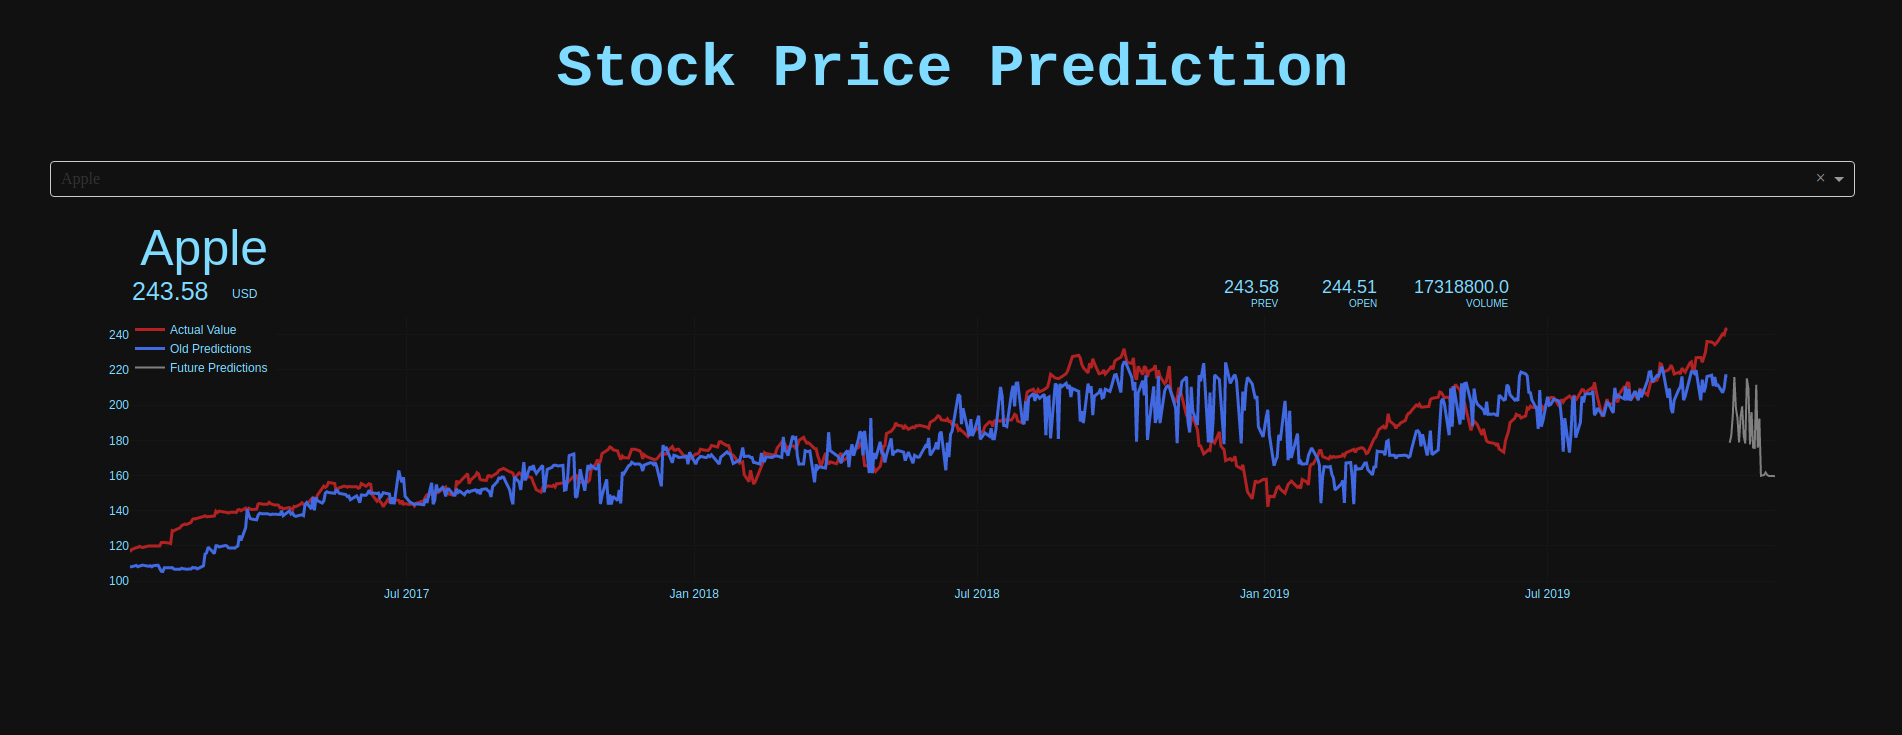 Stock Price Prediction
Apple
× 
Apple
243.58 USD
243.58 244.51 17318800.0
PREV OPEN VOLUME
Actual Value
Old Predictions
Future Predictions
240
220
200
180
160
140
120
100
Jul 2017 Jan 2018 Jul 2018 Jan 2019 Jul 2019